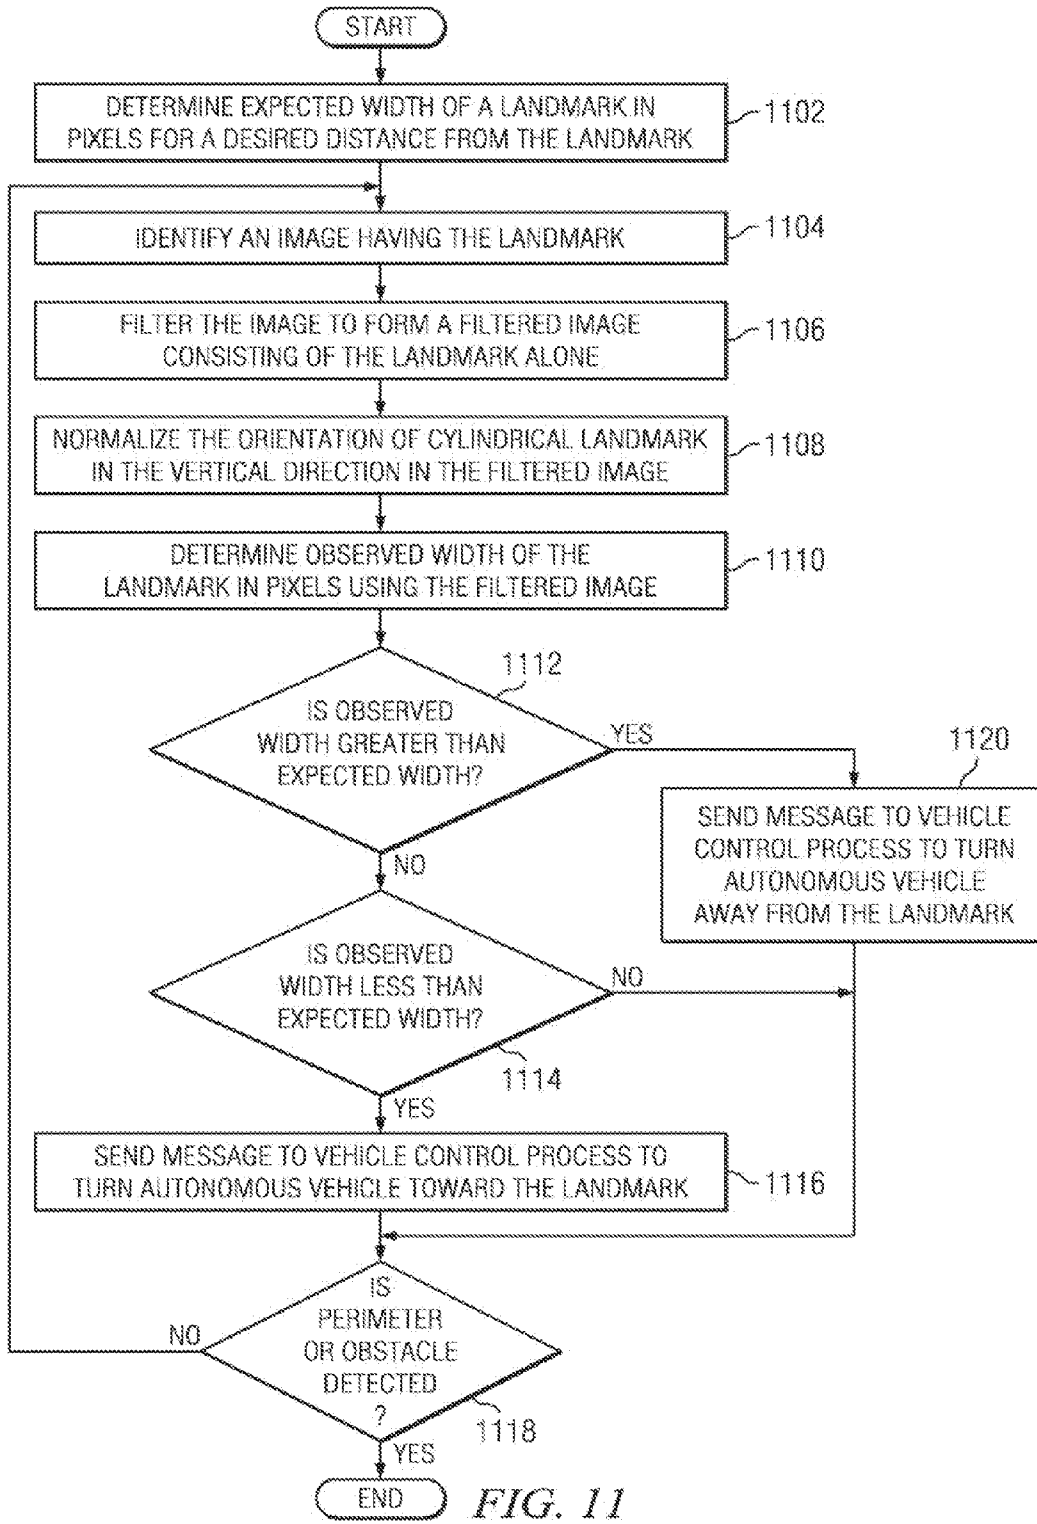 START
DETERMINE EXPECTED WIDTH OF A LANDMARK IN
PIXELS FOR A DESIRED DISTANCE FROM THE LANDMARK
1102
IDENTIFY AN IMAGE HAVING THE LANDMARK
1104
FILTER THE IMAGE TO FORM A FILTERED IMAGE
CONSISTING OF THE LANDMARK ALONE
1106
NORMALIZE THE ORIENTATION OF CYLINDRICAL LANDMARK
IN THE VERTICAL DIRECTION IN THE FILTERED IMAGE
1108
DETERMINE OBSERVED WIDTH OF THE
LANDMARK IN PIXELS USING THE FILTERED IMAGE
1110
1112
IS OBSERVED
WIDTH GREATER THAN
EXPECTED WIDTH?
YES
NO
1120
SEND MESSAGE TO VEHICLE
CONTROL PROCESS TO TURN
AUTONOMOUS VEHICLE
AWAY FROM THE LANDMARK
IS OBSERVED
WIDTH LESS THAN
EXPECTED WIDTH?
NO
1114
YES
SEND MESSAGE TO VEHICLE CONTROL PROCESS TO
TURN AUTONOMOUS VEHICLE TOWARD THE LANDMARK
1116
IS
PERIMETER
OR OBSTACLE
DETECTED
?
NO
1118
YES
END
FIG. 11